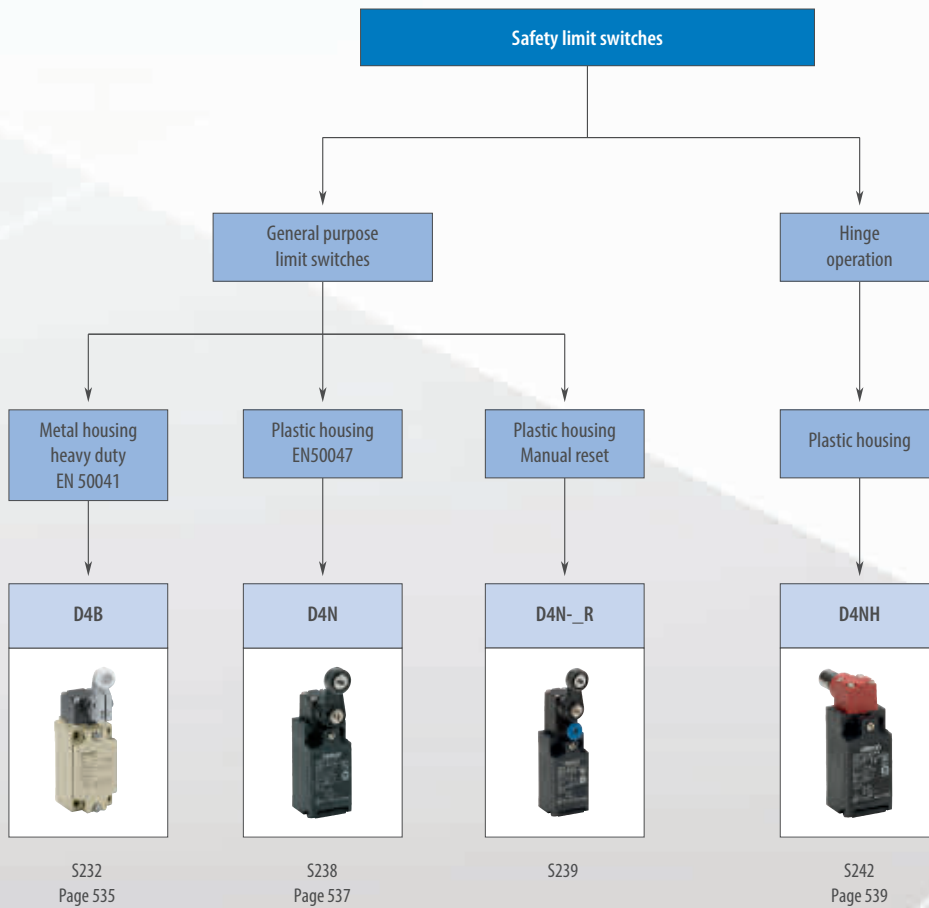 Safety limit switches
General purpose
limit switches
Hinge
operation
Metal housing
heavy duty
EN 50041
Plastic housing
EN50047
Plastic housing
Manual reset
Plastic housing
D4B
D4N
D4N-_R
D4NH
S232
Page 535
S238
Page 537
S239
S242
Page 539